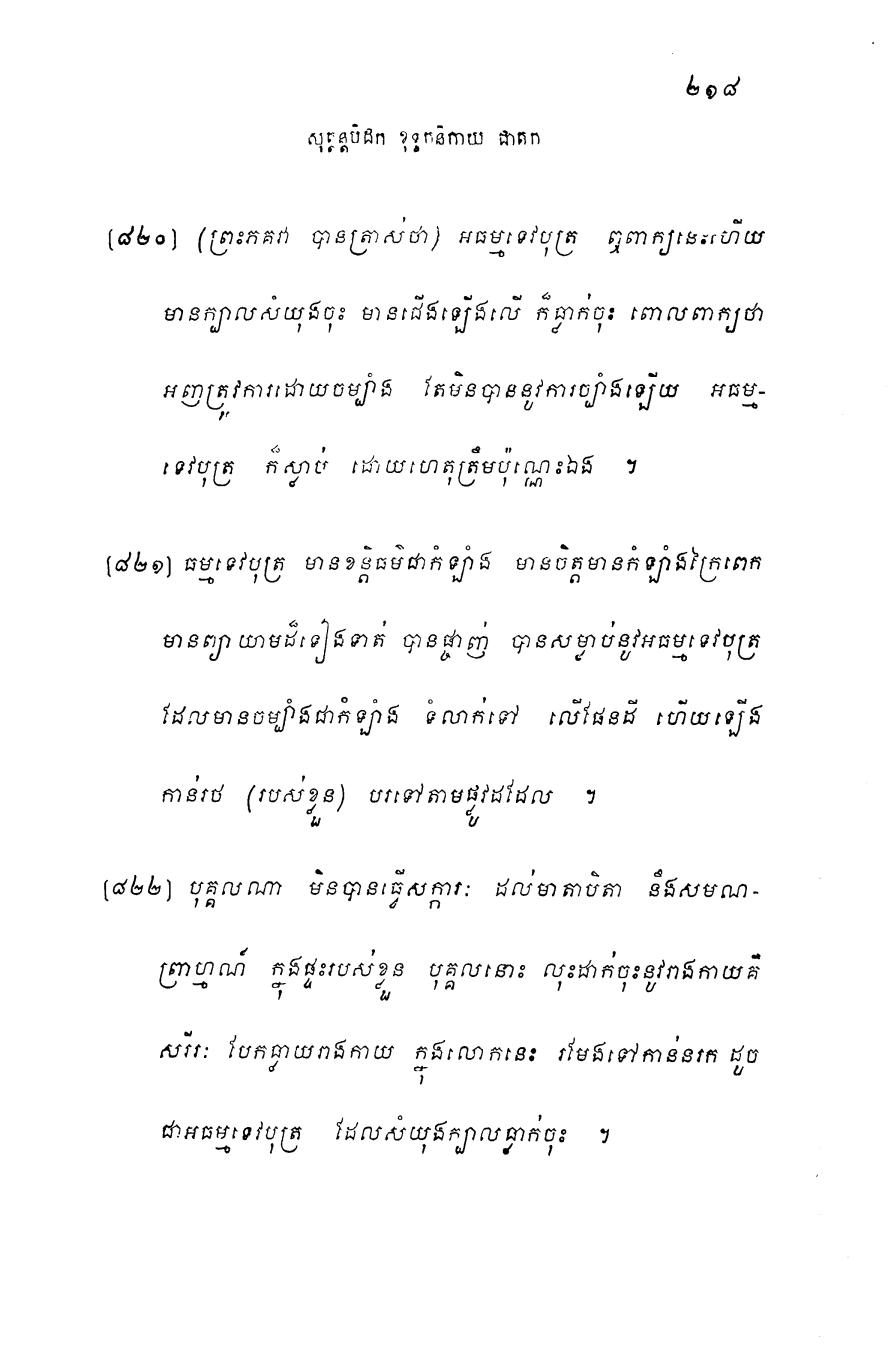 ២១៨
សុត្តន្តបិដក ខុទ្ទកនិកាយ ជាតក
[៨២០] (ព្រះភគវា បានត្រាស់ថា) អធម្មទេវបុត្រ ឮពាក្យនេះហើយ
មានក្បាលសំយុងចុះ មានជើងឡើងលើ ក៏ធ្លាក់ចុះ ពោលពាក្យថា
អញត្រូវការដោយចម្បាំង តែមិនបាននូវការច្បាំងឡើយ អធម្ម-
ទេវបុត្រ ក៏ស្លាប់ ដោយហេតុត្រឹមប៉ុណ្ណេះឯង ។
[៨២១] ធម្មទេវបុត្រ មានខន្តិធម៌ជាកំឡាំង មានចិត្តមានកំឡាំងក្រៃពេក
មានព្យាយាមដ៏ទៀងទាត់ បានផ្ចាញ់ បានសម្លាប់នូវអធម្មទេវបុត្រ
ដែលមានចម្បាំងជាកំឡាំង ទំលាក់ទៅ លើផែនដី ហើយឡើង
កាន់រថ (របស់ខ្លួន) បរទៅតាមផ្លូវដដែល ។
[៨២២] បុគ្គលណា មិនបានធ្វើសក្ការៈ ដល់មាតាបិតា នឹងសមណ-
ព្រាហ្មណ៍ ក្នុងផ្ទះរបស់ខ្លួន បុគ្គលនោះ លុះដាក់ចុះនូវរាងកាយគឺ
សរីរៈ បែកធ្លាយរាងកាយ ក្នុងលោកនេះ រមែងទៅកាន់នរក ដូច
ជាអធម្មទេវបុត្រ ដែលសំយុងក្បាលធ្លាក់ចុះ ។